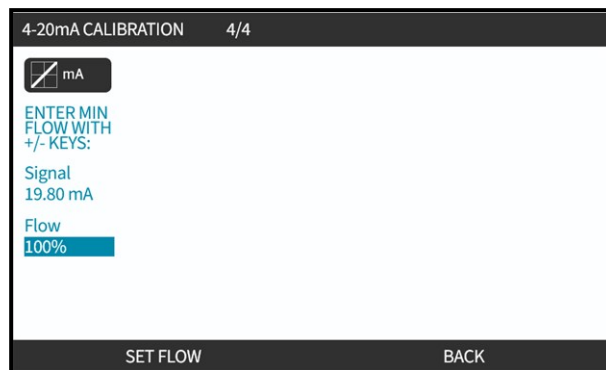 4-20mA CALIBRATION 4/4
mA
ENTER MIN
FLOW WITH
+/- KEYS:
Signal
19.80 mA
Flow
100%
SET FLOW BACK